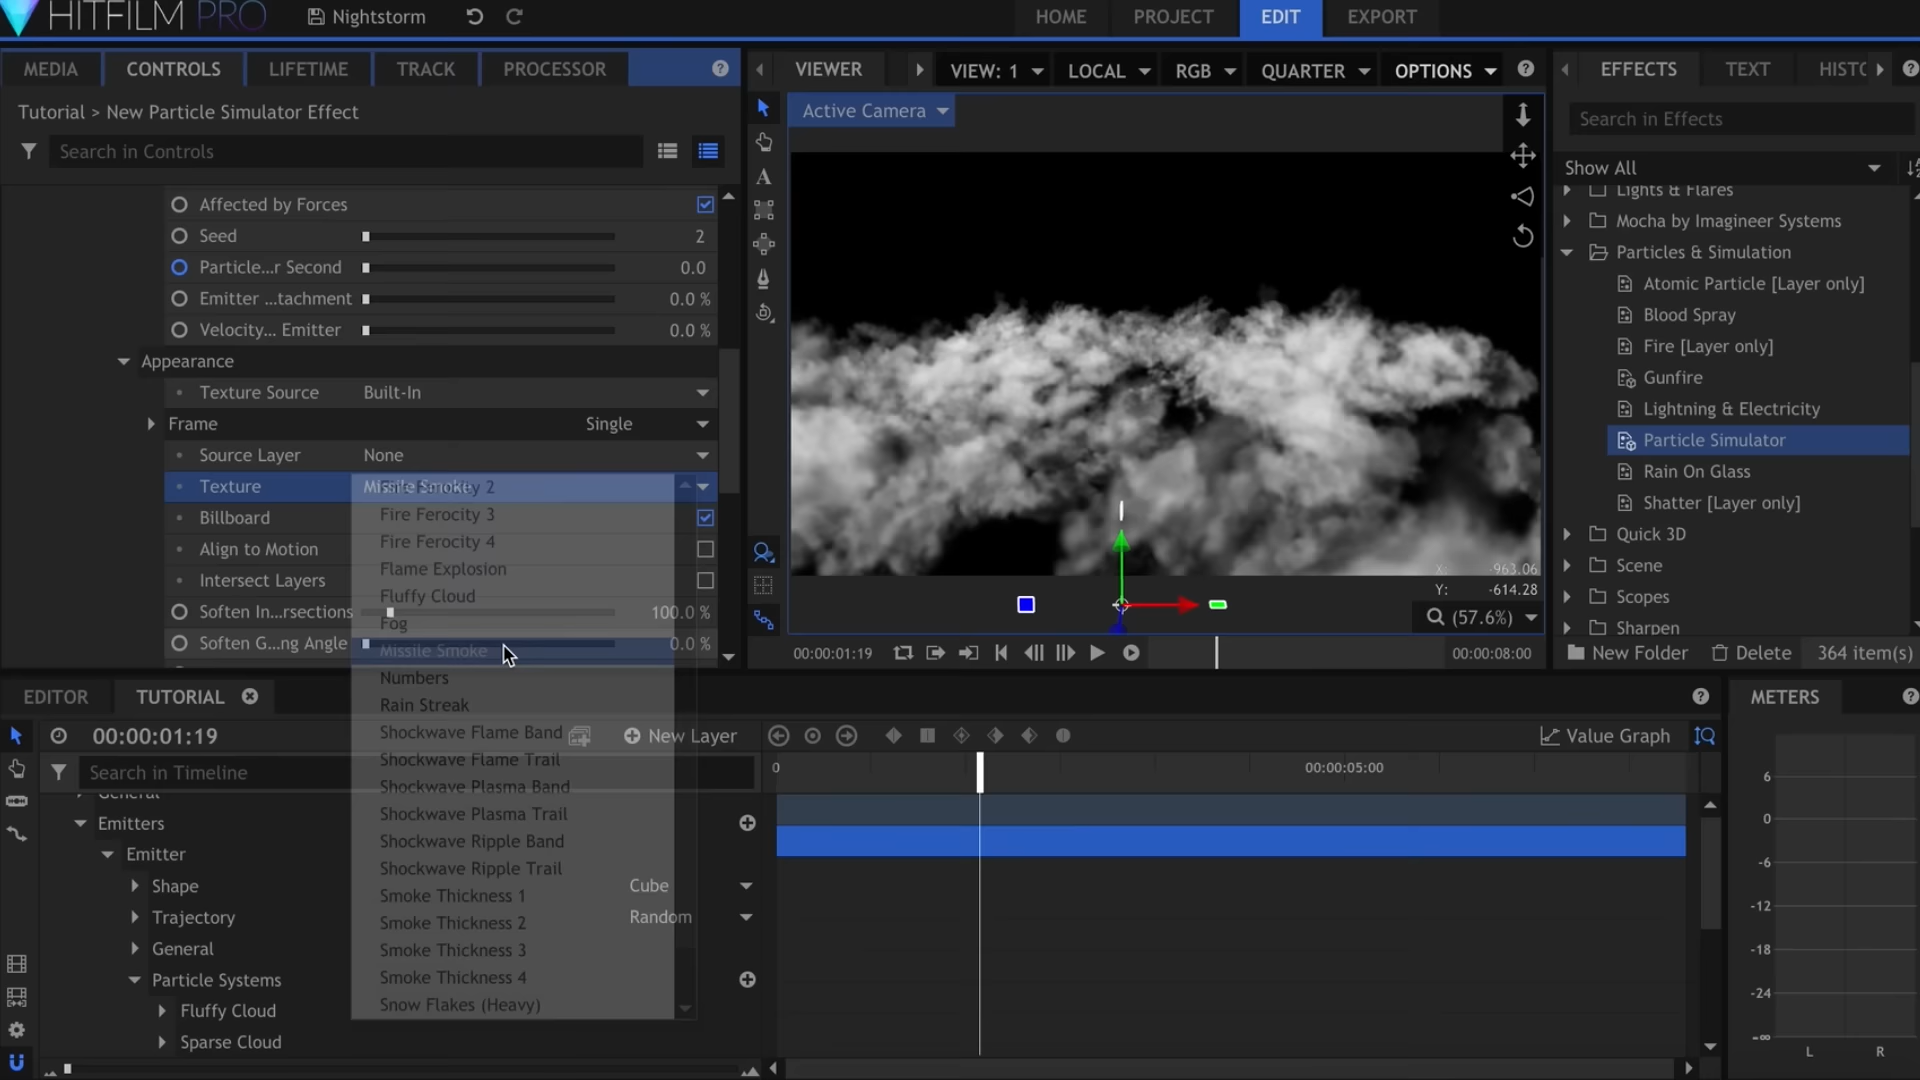 HITFILM PRO
Nightstorm
HOME
PROJECT
EDIT
EXPORT
MEDIA
CONTROLS
LIFETIME
TRACK
PROCESSOR
Tutorial > New Particle Simulator Effect
Search in Controls
Affected by Forces
Seed 2
Particle...r Second 0.0
Emitter ...tachment 0.0 %
Velocity... Emitter 0.0 %
Appearance
Texture Source Built-In
Frame Single
Source Layer None
Texture Missile Smoke
Billboard
Align to Motion
Intersect Layers
Soften In...rsections 100.0 %
Soften G...ng Angle 0.0 %
Fire Ferocity 3
Fire Ferocity 4
Flame Explosion
Fluffy Cloud
Fog
Missile Smoke
Numbers
Rain Streak
Shockwave Flame Band
Shockwave Flame Trail
Shockwave Plasma Band
Shockwave Plasma Trail
Shockwave Ripple Band
Shockwave Ripple Trail
Smoke Thickness 1
Smoke Thickness 2
Smoke Thickness 3
Smoke Thickness 4
Snow Flakes (Heavy)
VIEWER
VIEW: 1
LOCAL
RGB
QUARTER
OPTIONS
Active Camera
X: -963.06
Y: -614.28
(57.6%)
00:00:01:19
00:00:08:00
EFFECTS
TEXT
HISTO
Search in Effects
Show All
Lights & Flares
Mocha by Imagineer Systems
Particles & Simulation
Atomic Particle [Layer only]
Blood Spray
Fire [Layer only]
Gunfire
Lightning & Electricity
Particle Simulator
Rain On Glass
Shatter [Layer only]
Quick 3D
Scene
Scopes
Sharpen
New Folder
Delete
364 item(s)
EDITOR
TUTORIAL
00:00:01:19
New Layer
Value Graph
Search in Timeline
0
00:00:05:00
General
Emitters
Emitter
Shape Cube
Trajectory Random
General
Particle Systems
Fluffy Cloud
Sparse Cloud
METERS
6
0
-6
-12
-18
-24
-∞
L R